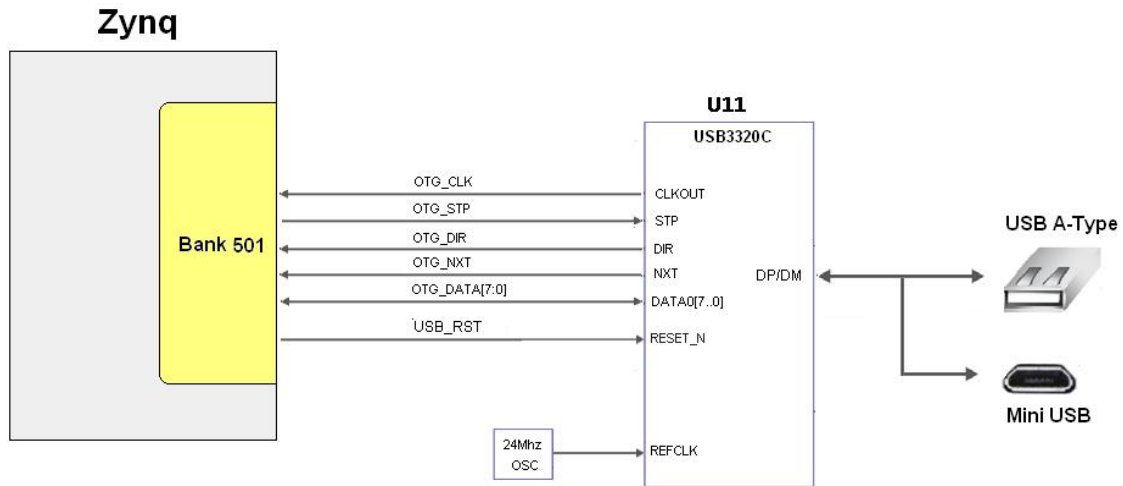 Zynq
U11
USB3320C
OTG_CLK
CLKOUT
OTG_STP
STP
USB A-Type
Bank 501
OTG_DIR
DIR
OTG_NXT
NXT
DP/DM
OTG_DATA[7:0]
DATA0[7..0]
USB_RST
RESET_N
Mini USB
24Mhz
OSC
REFCLK